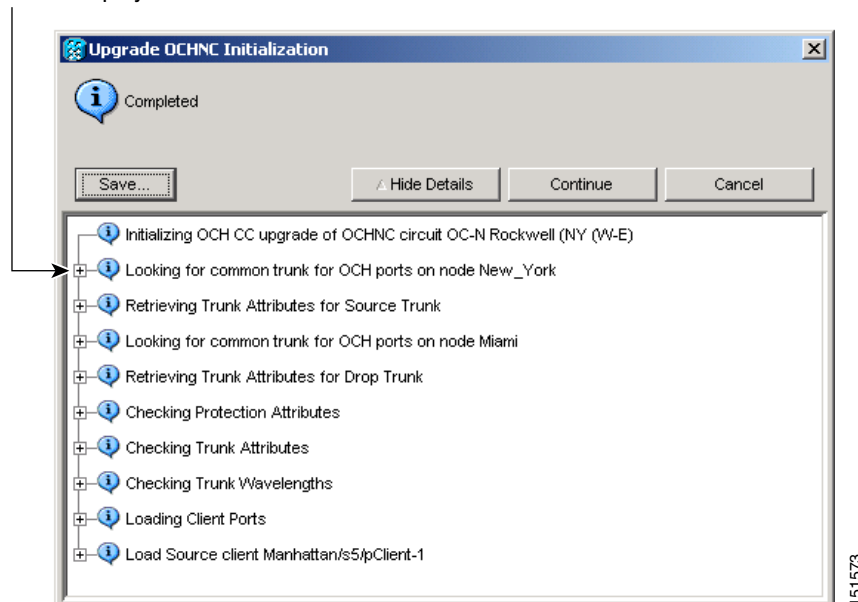 Upgrade OCHNC Initialization
Completed
Save... Hide Details Continue Cancel
Initializing OCH CC upgrade of OCHNC circuit OC-N Rockwell (NY (W-E)
Looking for common trunk for OCH ports on node New_York
Retrieving Trunk Attributes for Source Trunk
Looking for common trunk for OCH ports on node Miami
Retrieving Trunk Attributes for Drop Trunk
Checking Protection Attributes
Checking Trunk Attributes
Checking Trunk Wavelengths
Loading Client Ports
Load Source client Manhattan/s5/pClient-1
151573